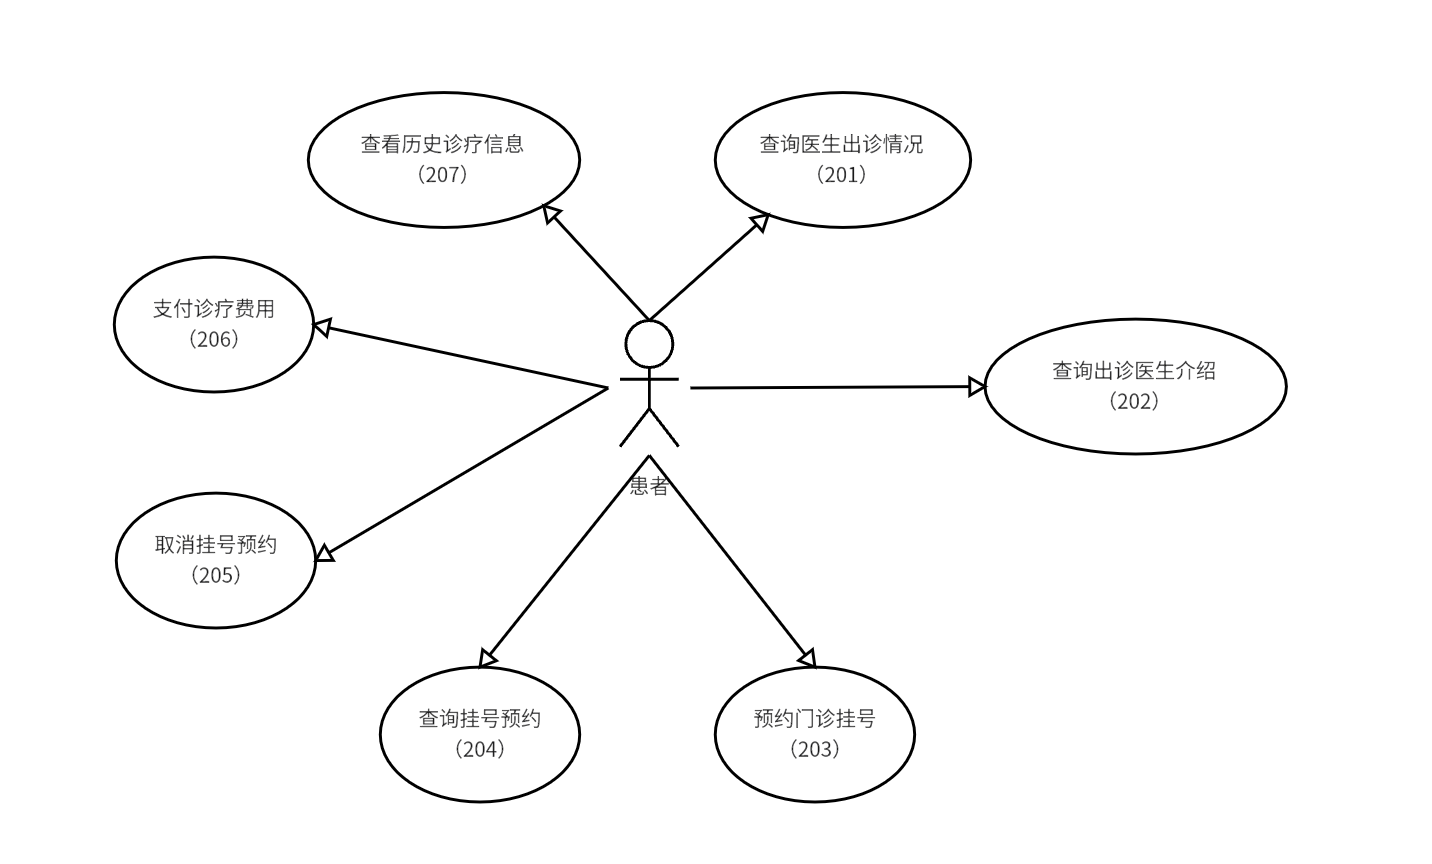 查看历史诊疗信息
（207）
查询医生出诊情况
（201）
支付诊疗费用
（206）
查询出诊医生介绍
（202）
患者
取消挂号预约
（205）
查询挂号预约
（204）
预约门诊挂号
（203）